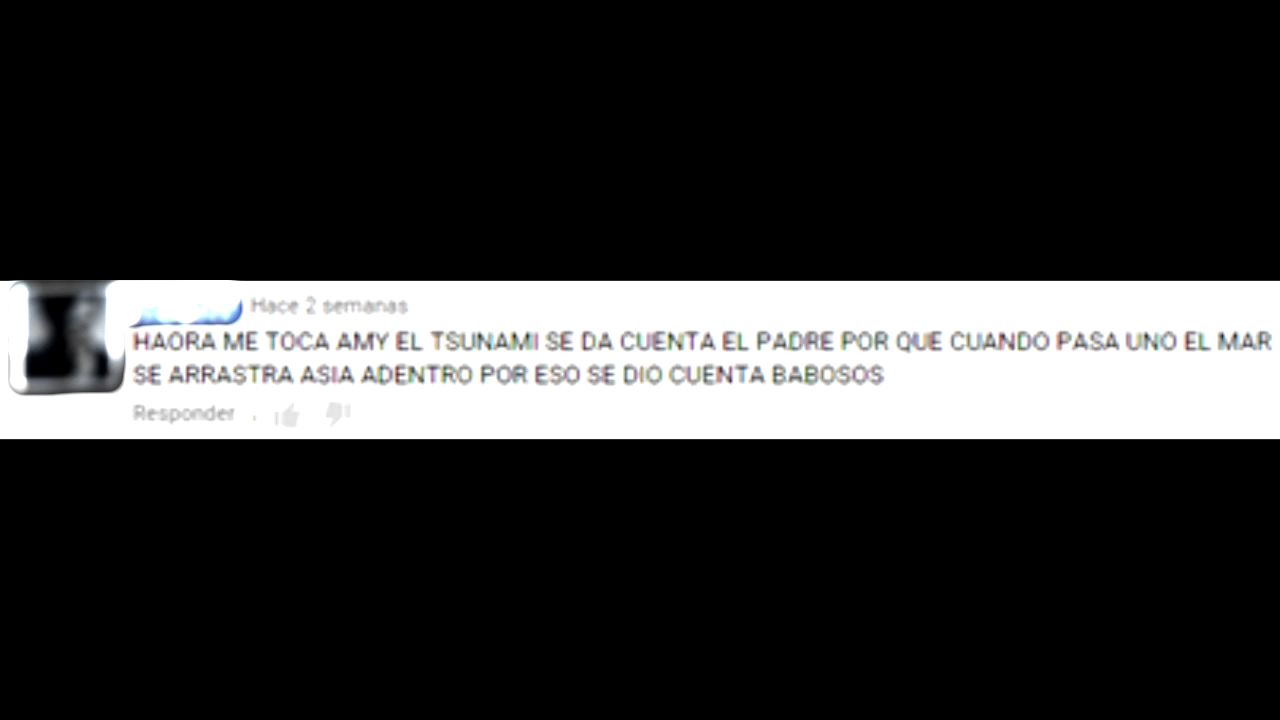 Hace 2 semanas
HAORA ME TOCA AMY EL TSUNAMI SE DA CUENTA EL PADRE POR QUE CUANDO PASA UNO EL MAR
SE ARRASTRA ASIA ADENTRO POR ESO SE DIO CUENTA BABOSOS
Responder .